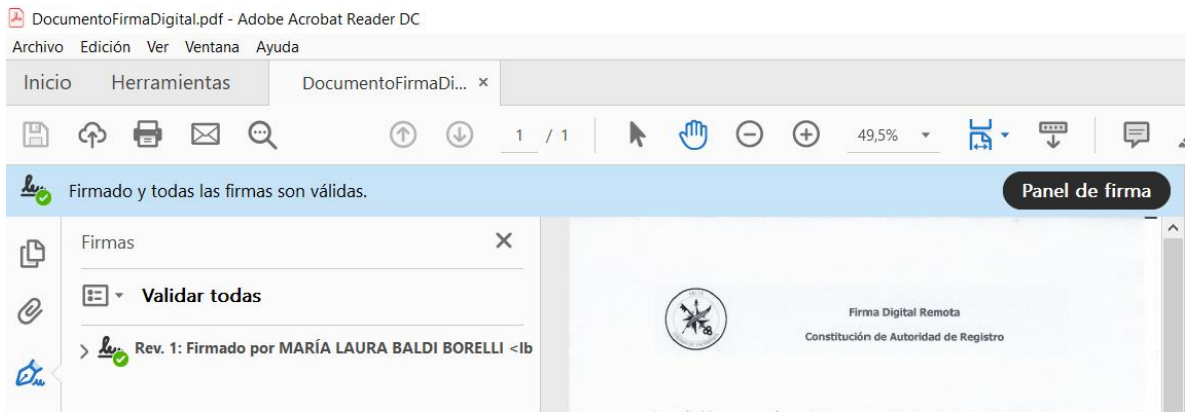 DocumentoFirmaDigital.pdf - Adobe Acrobat Reader DC
Archivo Edición Ver Ventana Ayuda
Inicio Herramientas DocumentoFirmaDi... ×
1 / 1 49,5%
Firmado y todas las firmas son válidas. Panel de firma
Firmas
Validar todas
Rev. 1: Firmado por MARÍA LAURA BALDI BORELLI <lb
Firma Digital Remota
Constitución de Autoridad de Registro